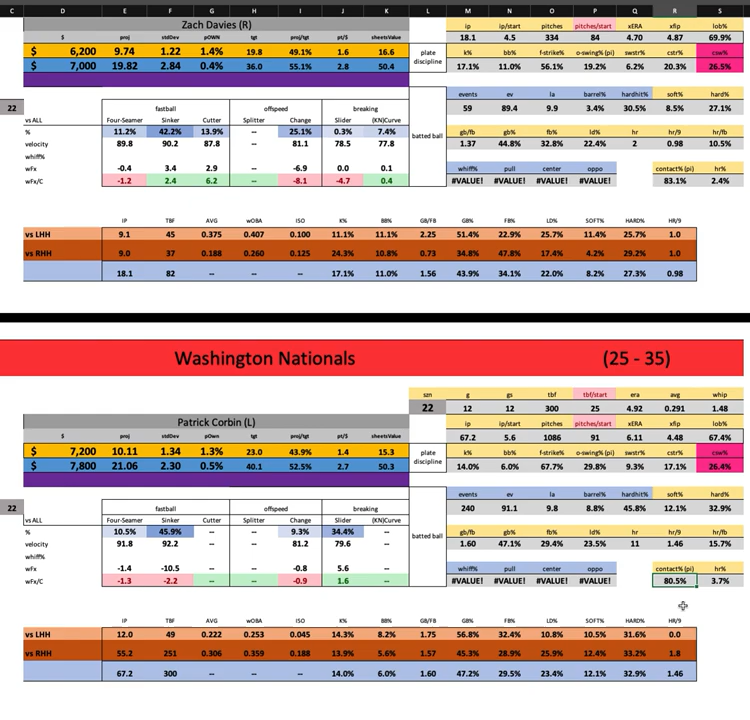 C D E F G H I J K L M N O P Q R S
Zach Davies (R) ip ip/start pitches pitches/start xERA xfip lob%
$ proj stdDev pOWN tgt proj/tgt pt/$ sheetsValue 18.1 4.5 334 84 4.70 4.87 69.9%
$ 6,200 9.74 1.22 1.4% 19.8 49.1% 1.6 16.6 plate discipline k% bb% f-strike% o-swing% (pi) swstr% cstr% csw%
$ 7,000 19.82 2.84 0.4% 36.0 55.1% 2.8 50.4 17.1% 11.0% 56.1% 19.2% 6.2% 20.3% 26.5%
events ev la barrel% hardhit% soft% hard%
22 fastball offspeed breaking batted ball 59 89.4 9.9 3.4% 30.5% 8.5% 27.1%
vs ALL Four-Seamer Sinker Cutter Splitter Change Slider (KN)Curve
% 11.2% 42.2% 13.9% -- 25.1% 0.3% 7.4% gb/fb gb% fb% ld% hr hr/9 hr/fb
velocity 89.8 90.2 87.8 -- 81.1 78.5 77.8 1.37 44.8% 32.8% 22.4% 2 0.98 10.5%
whiff%
wFx -0.4 3.4 2.9 -- -6.9 0.0 0.1 whiff% pull center oppo contact% (pi) hr%
wFx/C -1.2 2.4 6.2 -- -8.1 -4.7 0.4 #VALUE! #VALUE! #VALUE! #VALUE! 83.1% 2.4%
IP TBF AVG wOBA ISO K% BB% GB/FB GB% FB% LD% SOFT% HARD% HR/9
vs LHH 9.1 45 0.375 0.407 0.100 11.1% 11.1% 2.25 51.4% 22.9% 25.7% 11.4% 25.7% 1.0
vs RHH 9.0 37 0.188 0.260 0.125 24.3% 10.8% 0.73 34.8% 47.8% 17.4% 4.2% 29.2% 1.0
18.1 82 -- -- -- 17.1% 11.0% 1.56 43.9% 34.1% 22.0% 8.2% 27.3% 0.98
Washington Nationals (25 - 35)
szn g gs tbf tbf/start era avg whip
22 12 12 300 25 4.92 0.291 1.48
Patrick Corbin (L) ip ip/start pitches pitches/start xERA xfip lob%
$ proj stdDev pOwn tgt proj/tgt pt/$ sheetsValue 67.2 5.6 1086 91 6.11 4.48 67.4%
$ 7,200 10.11 1.34 1.3% 23.0 43.9% 1.4 15.3 plate discipline k% bb% f-strike% o-swing% (pi) swstr% cstr% csw%
$ 7,800 21.06 2.30 0.5% 40.1 52.5% 2.7 50.3 14.0% 6.0% 67.7% 29.8% 9.3% 17.1% 26.4%
events ev la barrel% hardhit% soft% hard%
22 fastball offspeed breaking batted ball 240 91.1 9.8 8.8% 45.8% 12.1% 32.9%
vs ALL Four-Seamer Sinker Cutter Splitter Change Slider (KN)Curve
% 10.5% 45.9% -- -- 9.3% 34.4% -- gb/fb gb% fb% ld% hr hr/9 hr/fb
velocity 91.8 92.2 -- -- 81.2 79.6 -- 1.60 47.1% 29.4% 23.5% 11 1.46 15.7%
whiff%
wFx -1.4 -10.5 -- -- -0.8 5.6 -- whiff% pull center oppo contact% (pi) hr%
wFx/C -1.3 -2.2 -- -- -0.9 1.6 -- #VALUE! #VALUE! #VALUE! #VALUE! 80.5% 3.7%
IP TBF AVG wOBA ISO K% BB% GB/FB GB% FB% LD% SOFT% HARD% HR/9
vs LHH 12.0 49 0.222 0.253 0.045 14.3% 8.2% 1.75 56.8% 32.4% 10.8% 10.5% 31.6% 0.0
vs RHH 55.2 251 0.306 0.359 0.188 13.9% 5.6% 1.57 45.3% 28.9% 25.9% 12.4% 33.2% 1.8
67.2 300 -- -- -- 14.0% 6.0% 1.60 47.2% 29.5% 23.4% 12.1% 32.9% 1.46